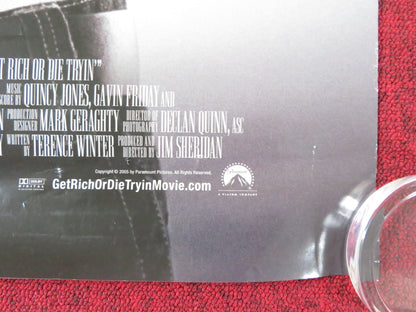 T RICH OR DIE TRYIN'"
MUSIC SCORE BY QUINCY JONES, GAVIN FRIDAY AND
N PRODUCTION DESIGNER MARK GERAGHTY DIRECTOR OF PHOTOGRAPHY DECLAN QUINN, ASC
Y WRITTEN BY TERENCE WINTER PRODUCED AND DIRECTED BY JIM SHERIDAN
Copyright © 2005 by Paramount Pictures. All Rights Reserved.
DOLBY DIGITAL GetRichOrDieTryinMovie.com
A VIACOM COMPANY